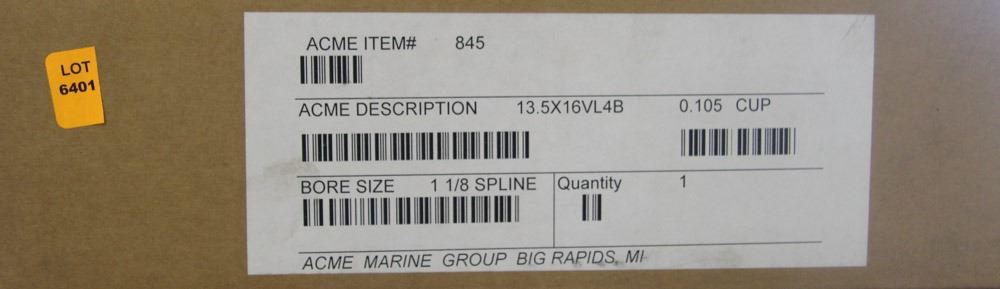 LOT
6401
ACME ITEM# 845
ACME DESCRIPTION 13.5X16VL4B 0.105 CUP
BORE SIZE 1 1/8 SPLINE Quantity 1
ACME MARINE GROUP BIG RAPIDS, MI